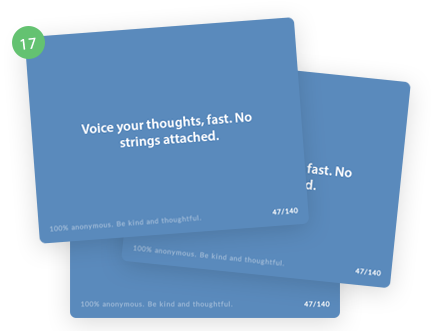 17
Voice your thoughts, fast. No
strings attached.
100% anonymous. Be kind and thoughtful.
47/140
fast. No
d.
100% anonymous. Be kind and thoughtful.
47/140
100% anonymous. Be kind and thoughtful.
47/140